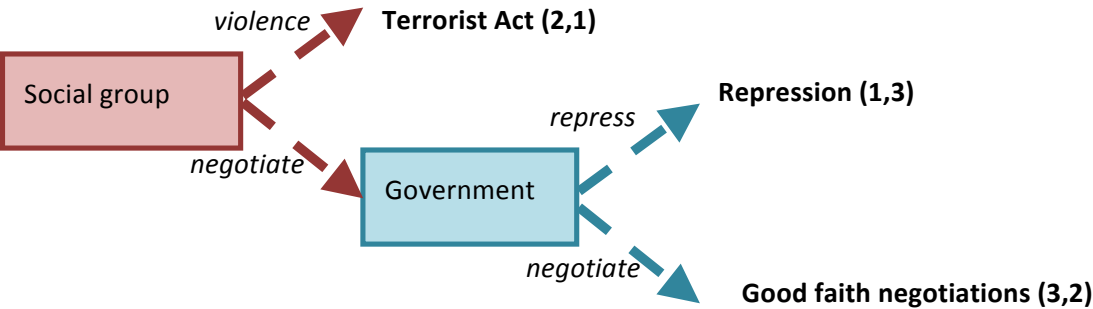 violence
Terrorist Act (2,1)
Social group
Repression (1,3)
repress
negotiate
Government
negotiate
Good faith negotiations (3,2)